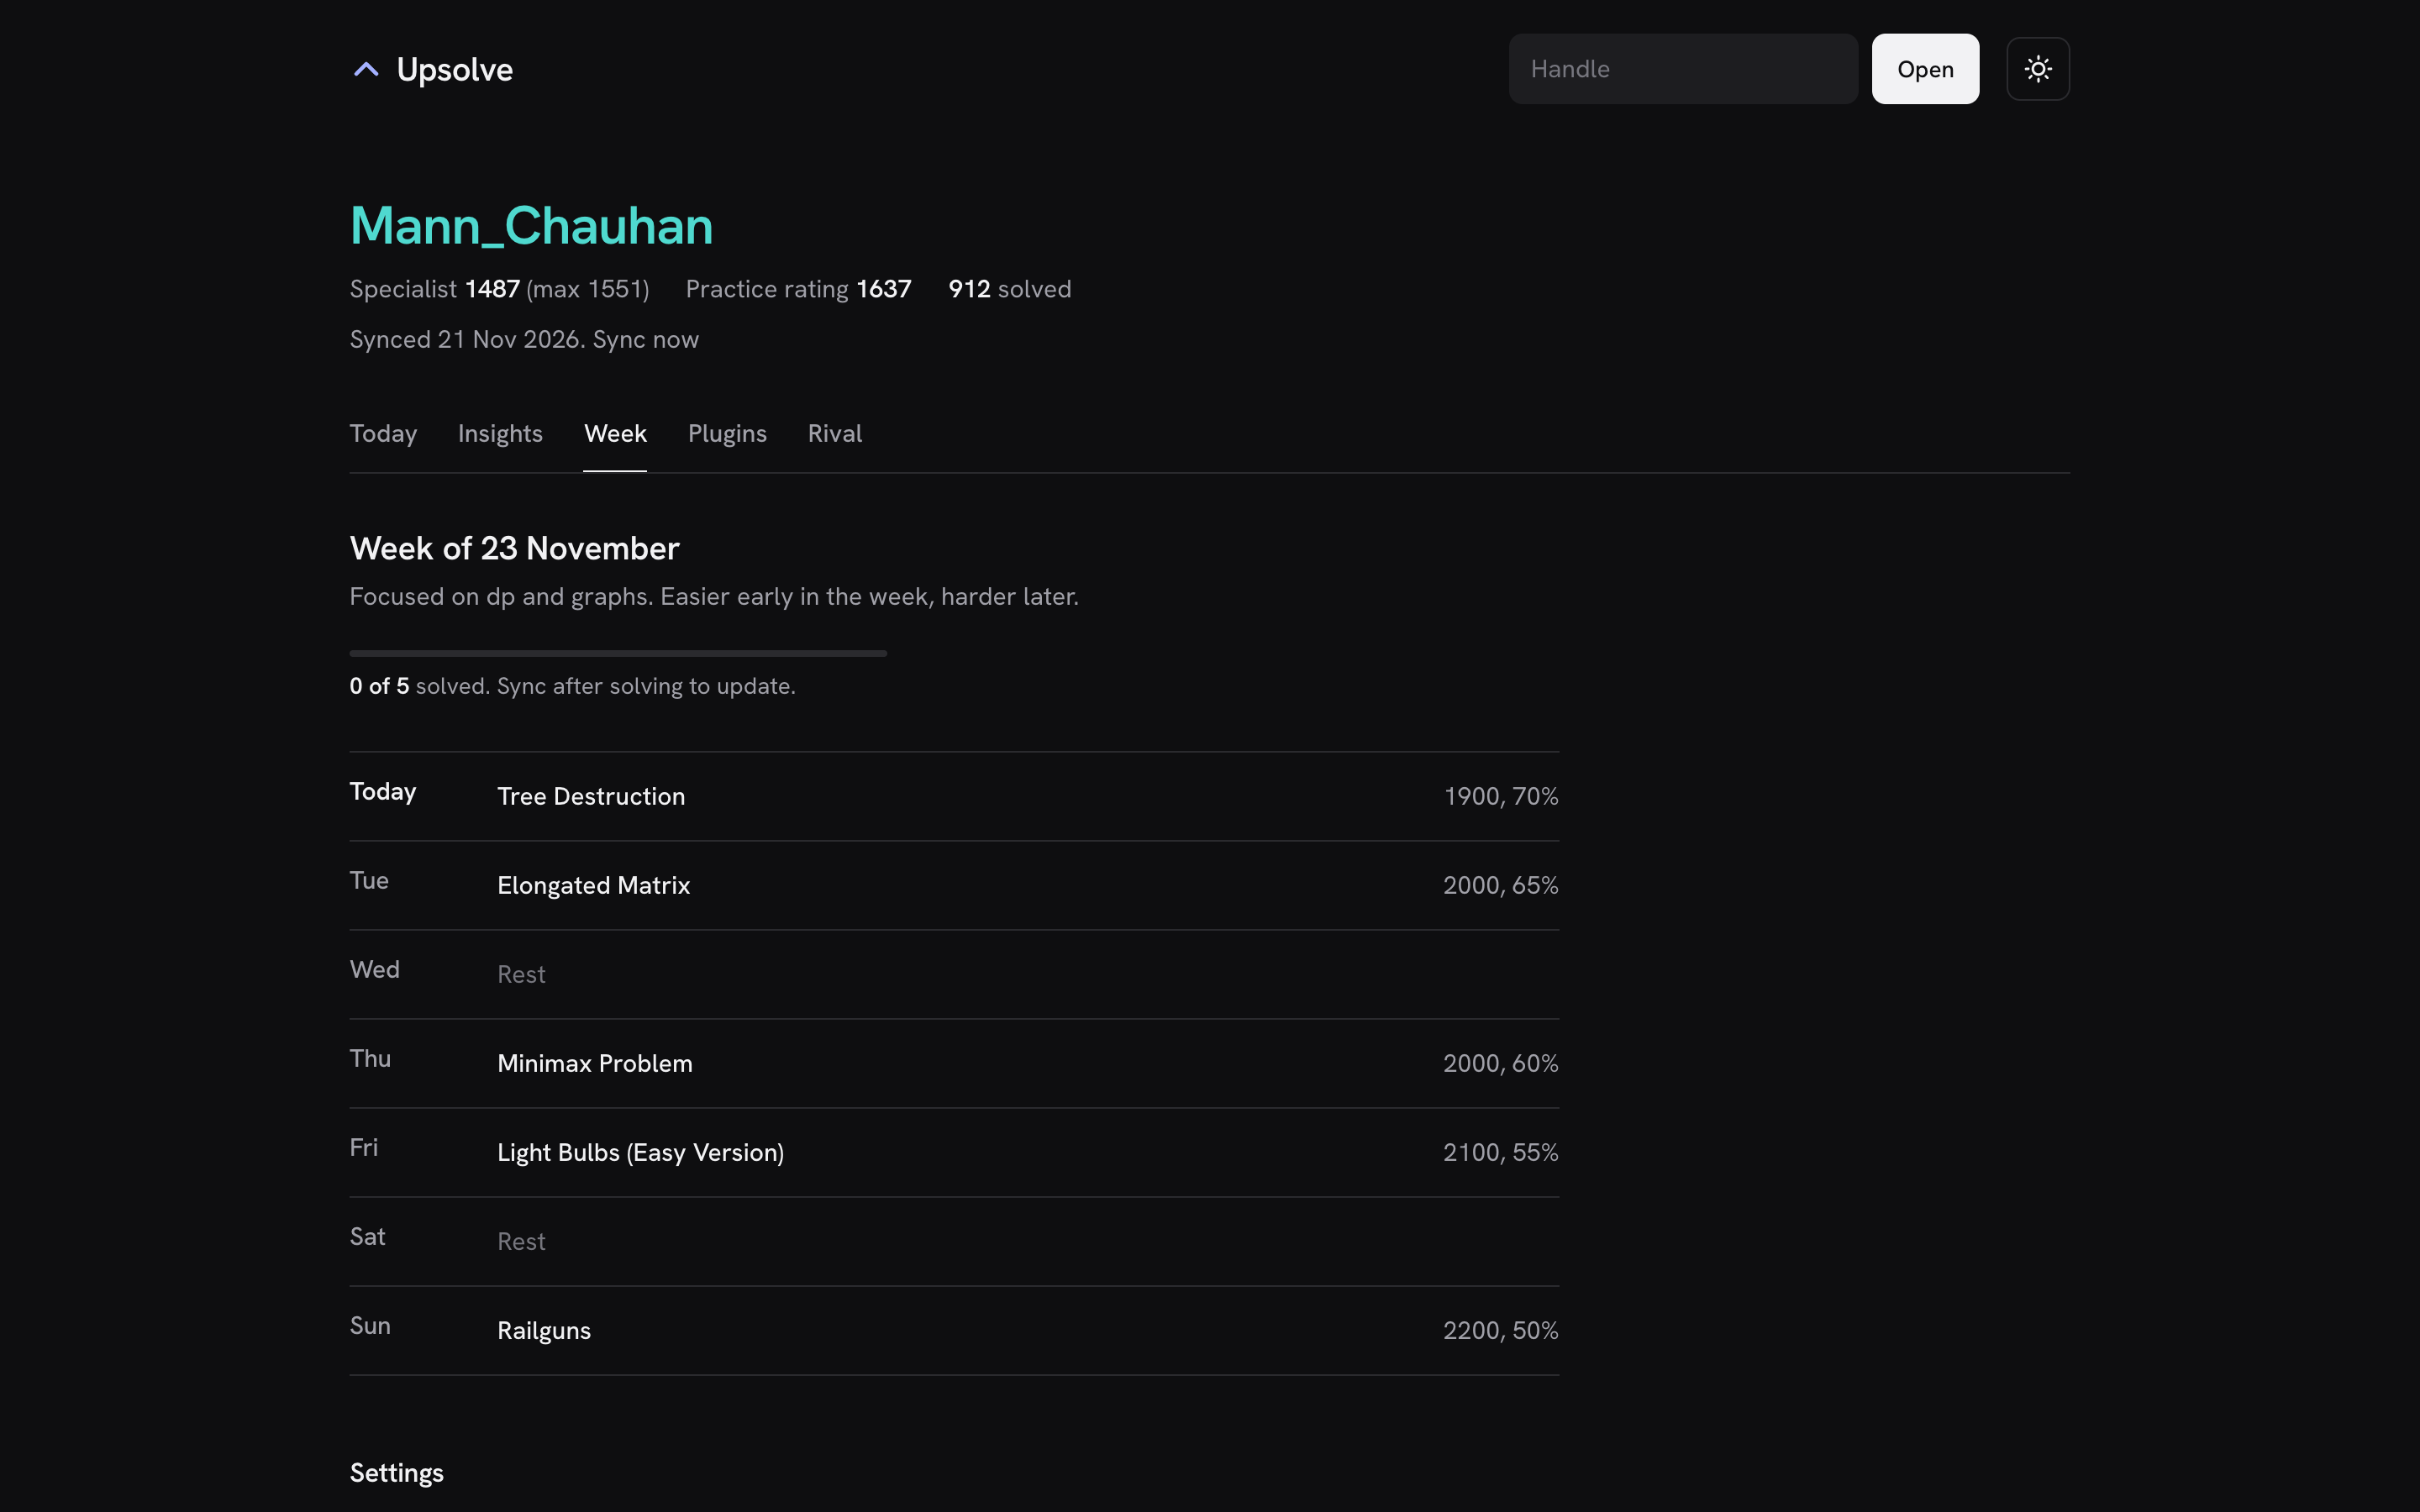 Upsolve
Handle
Open
Mann_Chauhan
Specialist 1487 (max 1551) Practice rating 1637 912 solved
Synced 21 Nov 2026. Sync now
Today Insights Week Plugins Rival
Week of 23 November
Focused on dp and graphs. Easier early in the week, harder later.
0 of 5 solved. Sync after solving to update.
Today Tree Destruction 1900, 70%
Tue Elongated Matrix 2000, 65%
Wed Rest
Thu Minimax Problem 2000, 60%
Fri Light Bulbs (Easy Version) 2100, 55%
Sat Rest
Sun Railguns 2200, 50%
Settings